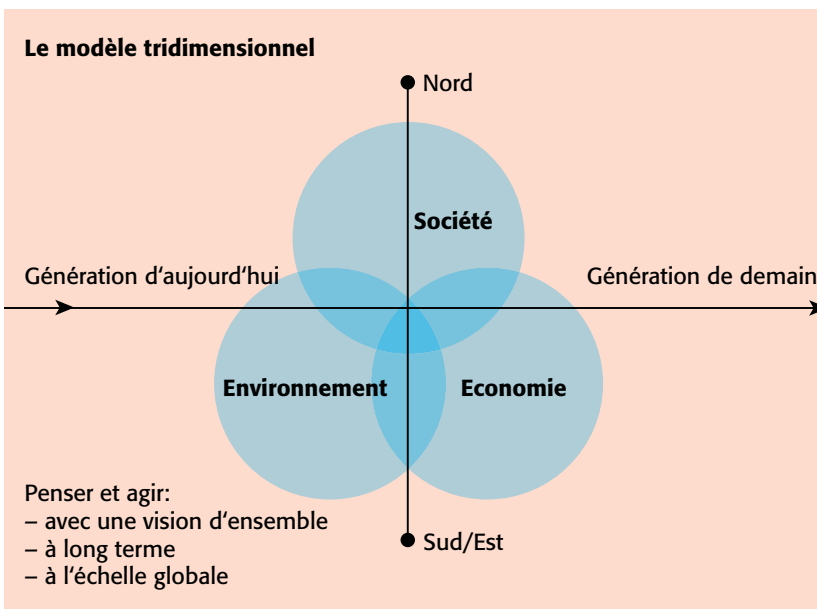 Le modèle tridimensionnel
Nord
Société
Génération d‘aujourd‘hui
Génération de demain
Environnement
Economie
Penser et agir:
– avec une vision d‘ensemble
– à long terme
– à l‘échelle globale
Sud/Est